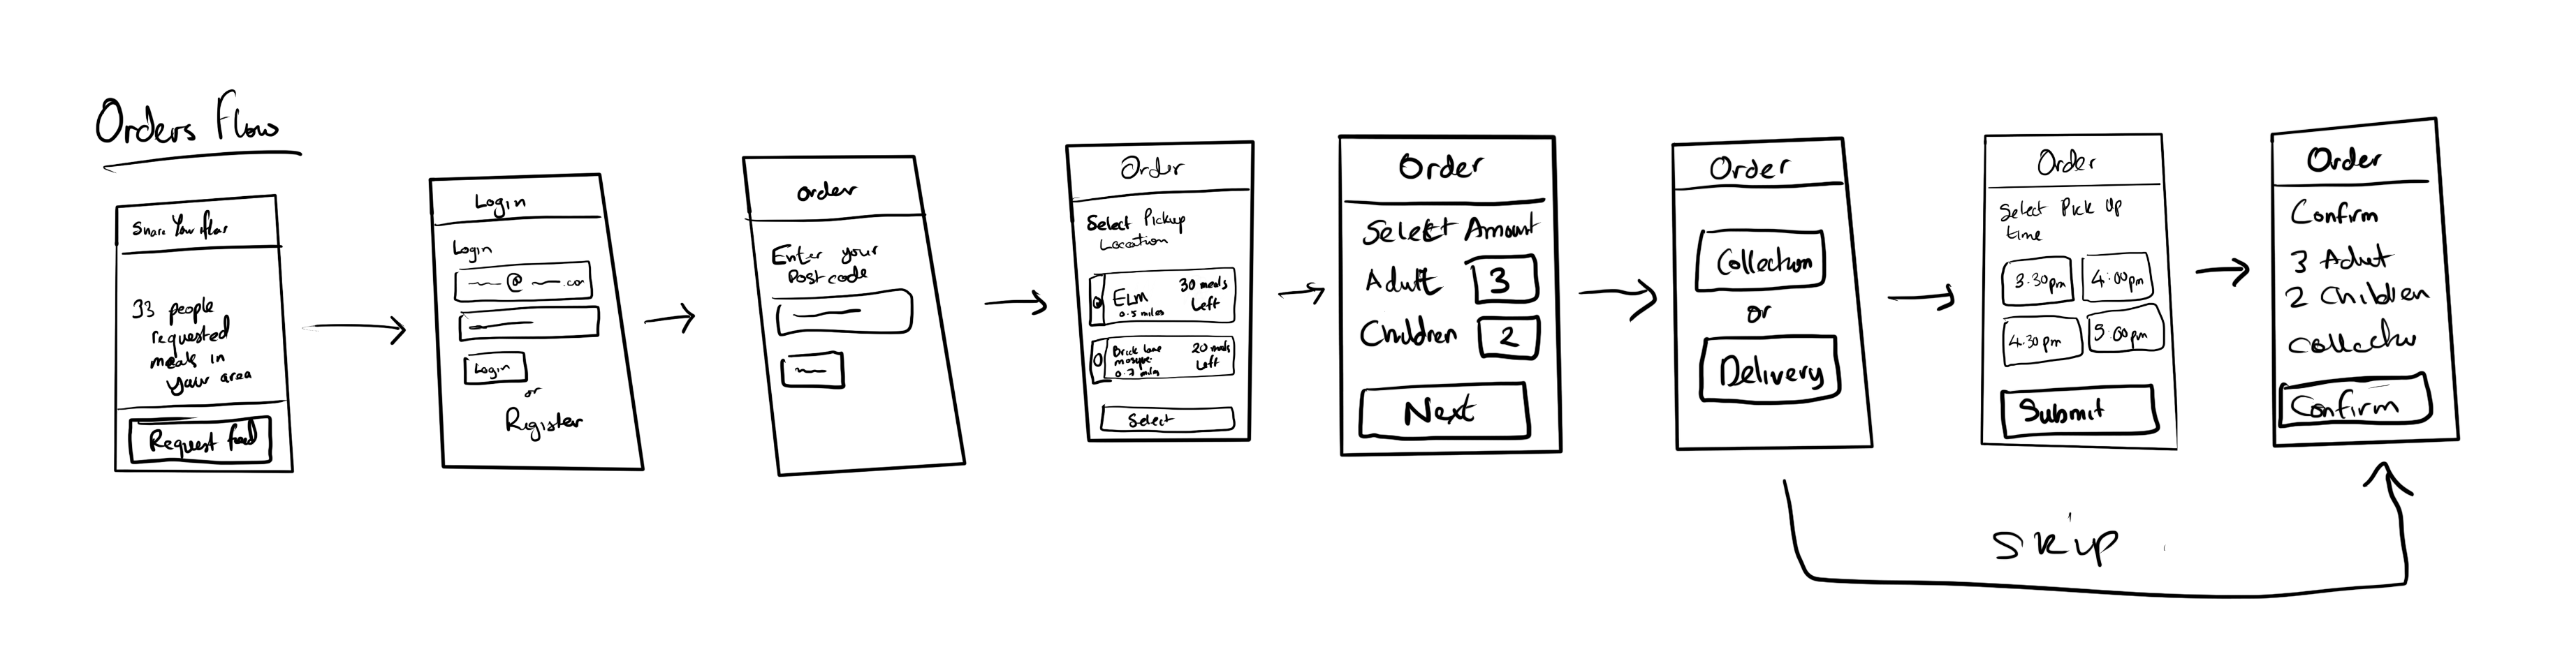 Orders Flow
Share Your Iftar
33 people
requested
meals in
your area
Request food
Login
Login
@ .com
Login
or
Register
order
Enter your
Postcode
Order
Select Pickup
Location
ELM
0.5 miles
30 meals
Left
Brick lane
mosque
0.7 miles
20 meals
Left
Select
Order
Select Amount
Adult 3
Children 2
Next
Order
Collection
or
Delivery
Order
Select Pick Up
time
3.30pm 4:00pm
4.30pm 5:00pm
Submit
Order
Confirm
3 Adult
2 Children
Collection
Confirm
Skip